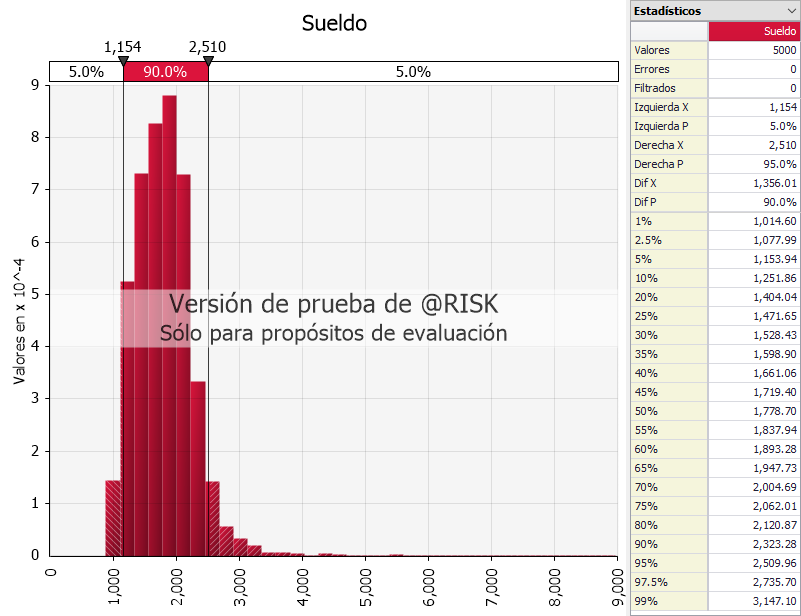 Sueldo
1,154 2,510
5.0% 90.0% 5.0%
Valores en x 10^-4
9
8
7
6
5
4
3
2
1
0
Versión de prueba de @RISK
Sólo para propósitos de evaluación
0 1,000 2,000 3,000 4,000 5,000 6,000 7,000 8,000 9,000
Estadísticos
Sueldo
Valores 5000
Errores 0
Filtrados 0
Izquierda X 1,154
Izquierda P 5.0%
Derecha X 2,510
Derecha P 95.0%
Dif X 1,356.01
Dif P 90.0%
1% 1,014.60
2.5% 1,077.99
5% 1,153.94
10% 1,251.86
20% 1,404.04
25% 1,471.65
30% 1,528.43
35% 1,598.90
40% 1,661.06
45% 1,719.40
50% 1,778.70
55% 1,837.94
60% 1,893.28
65% 1,947.73
70% 2,004.69
75% 2,062.01
80% 2,120.87
90% 2,323.28
95% 2,509.96
97.5% 2,735.70
99% 3,147.10